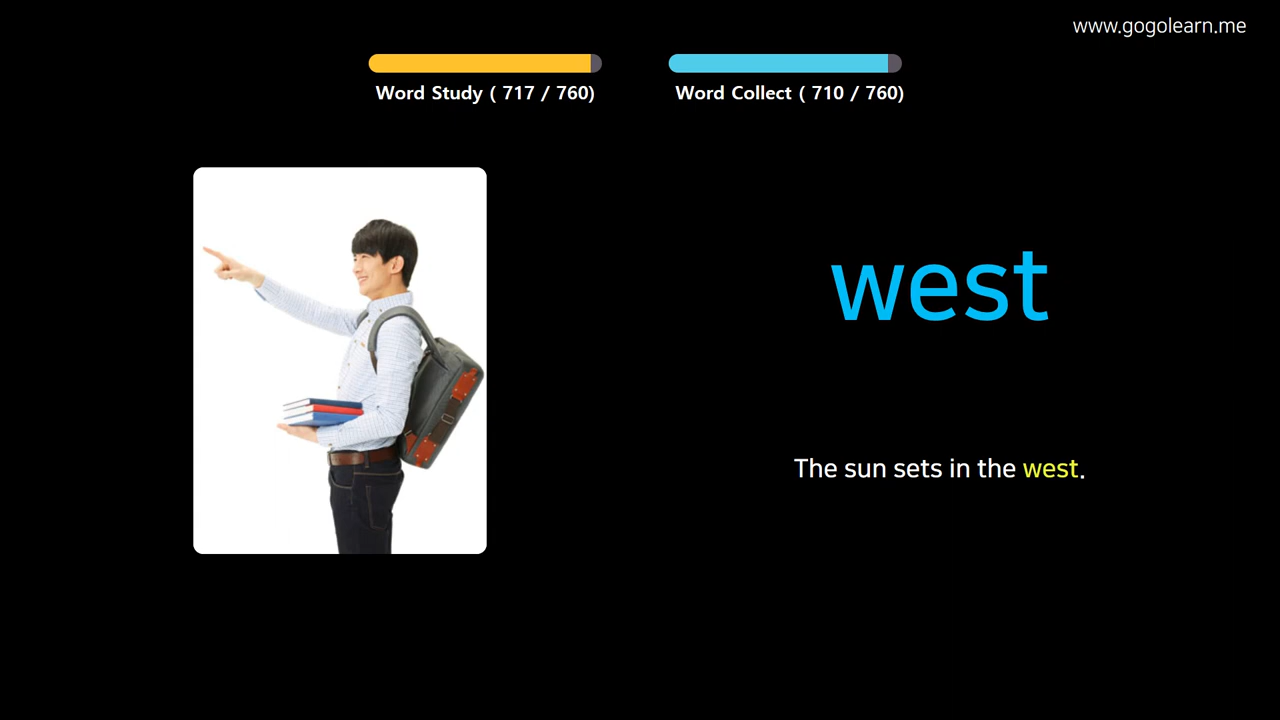 www.gogolearn.me
Word Study ( 717 / 760)
Word Collect ( 710 / 760)
west
The sun sets in the west.